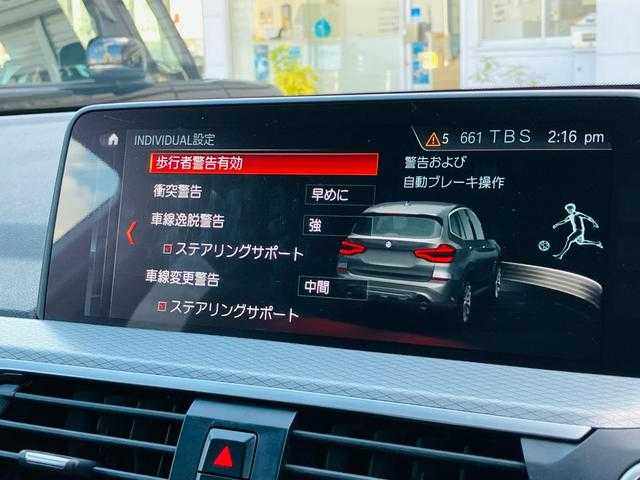 INDIVIDUAL設定
5 661 TBS 2:16 pm
歩行者警告有効
衝突警告 早めに
車線逸脱警告 強
ステアリングサポート
車線変更警告 中間
ステアリングサポート
警告および
自動ブレーキ操作